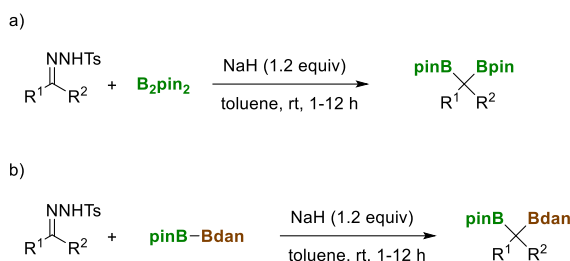 a)
NNHTs
R¹ R² + B₂pin₂
NaH (1.2 equiv)
toluene, rt, 1-12 h
pinB Bpin
R¹ R²
b)
NNHTs
R¹ R² + pinB–Bdan
NaH (1.2 equiv)
toluene, rt, 1-12 h
pinB Bdan
R¹ R²